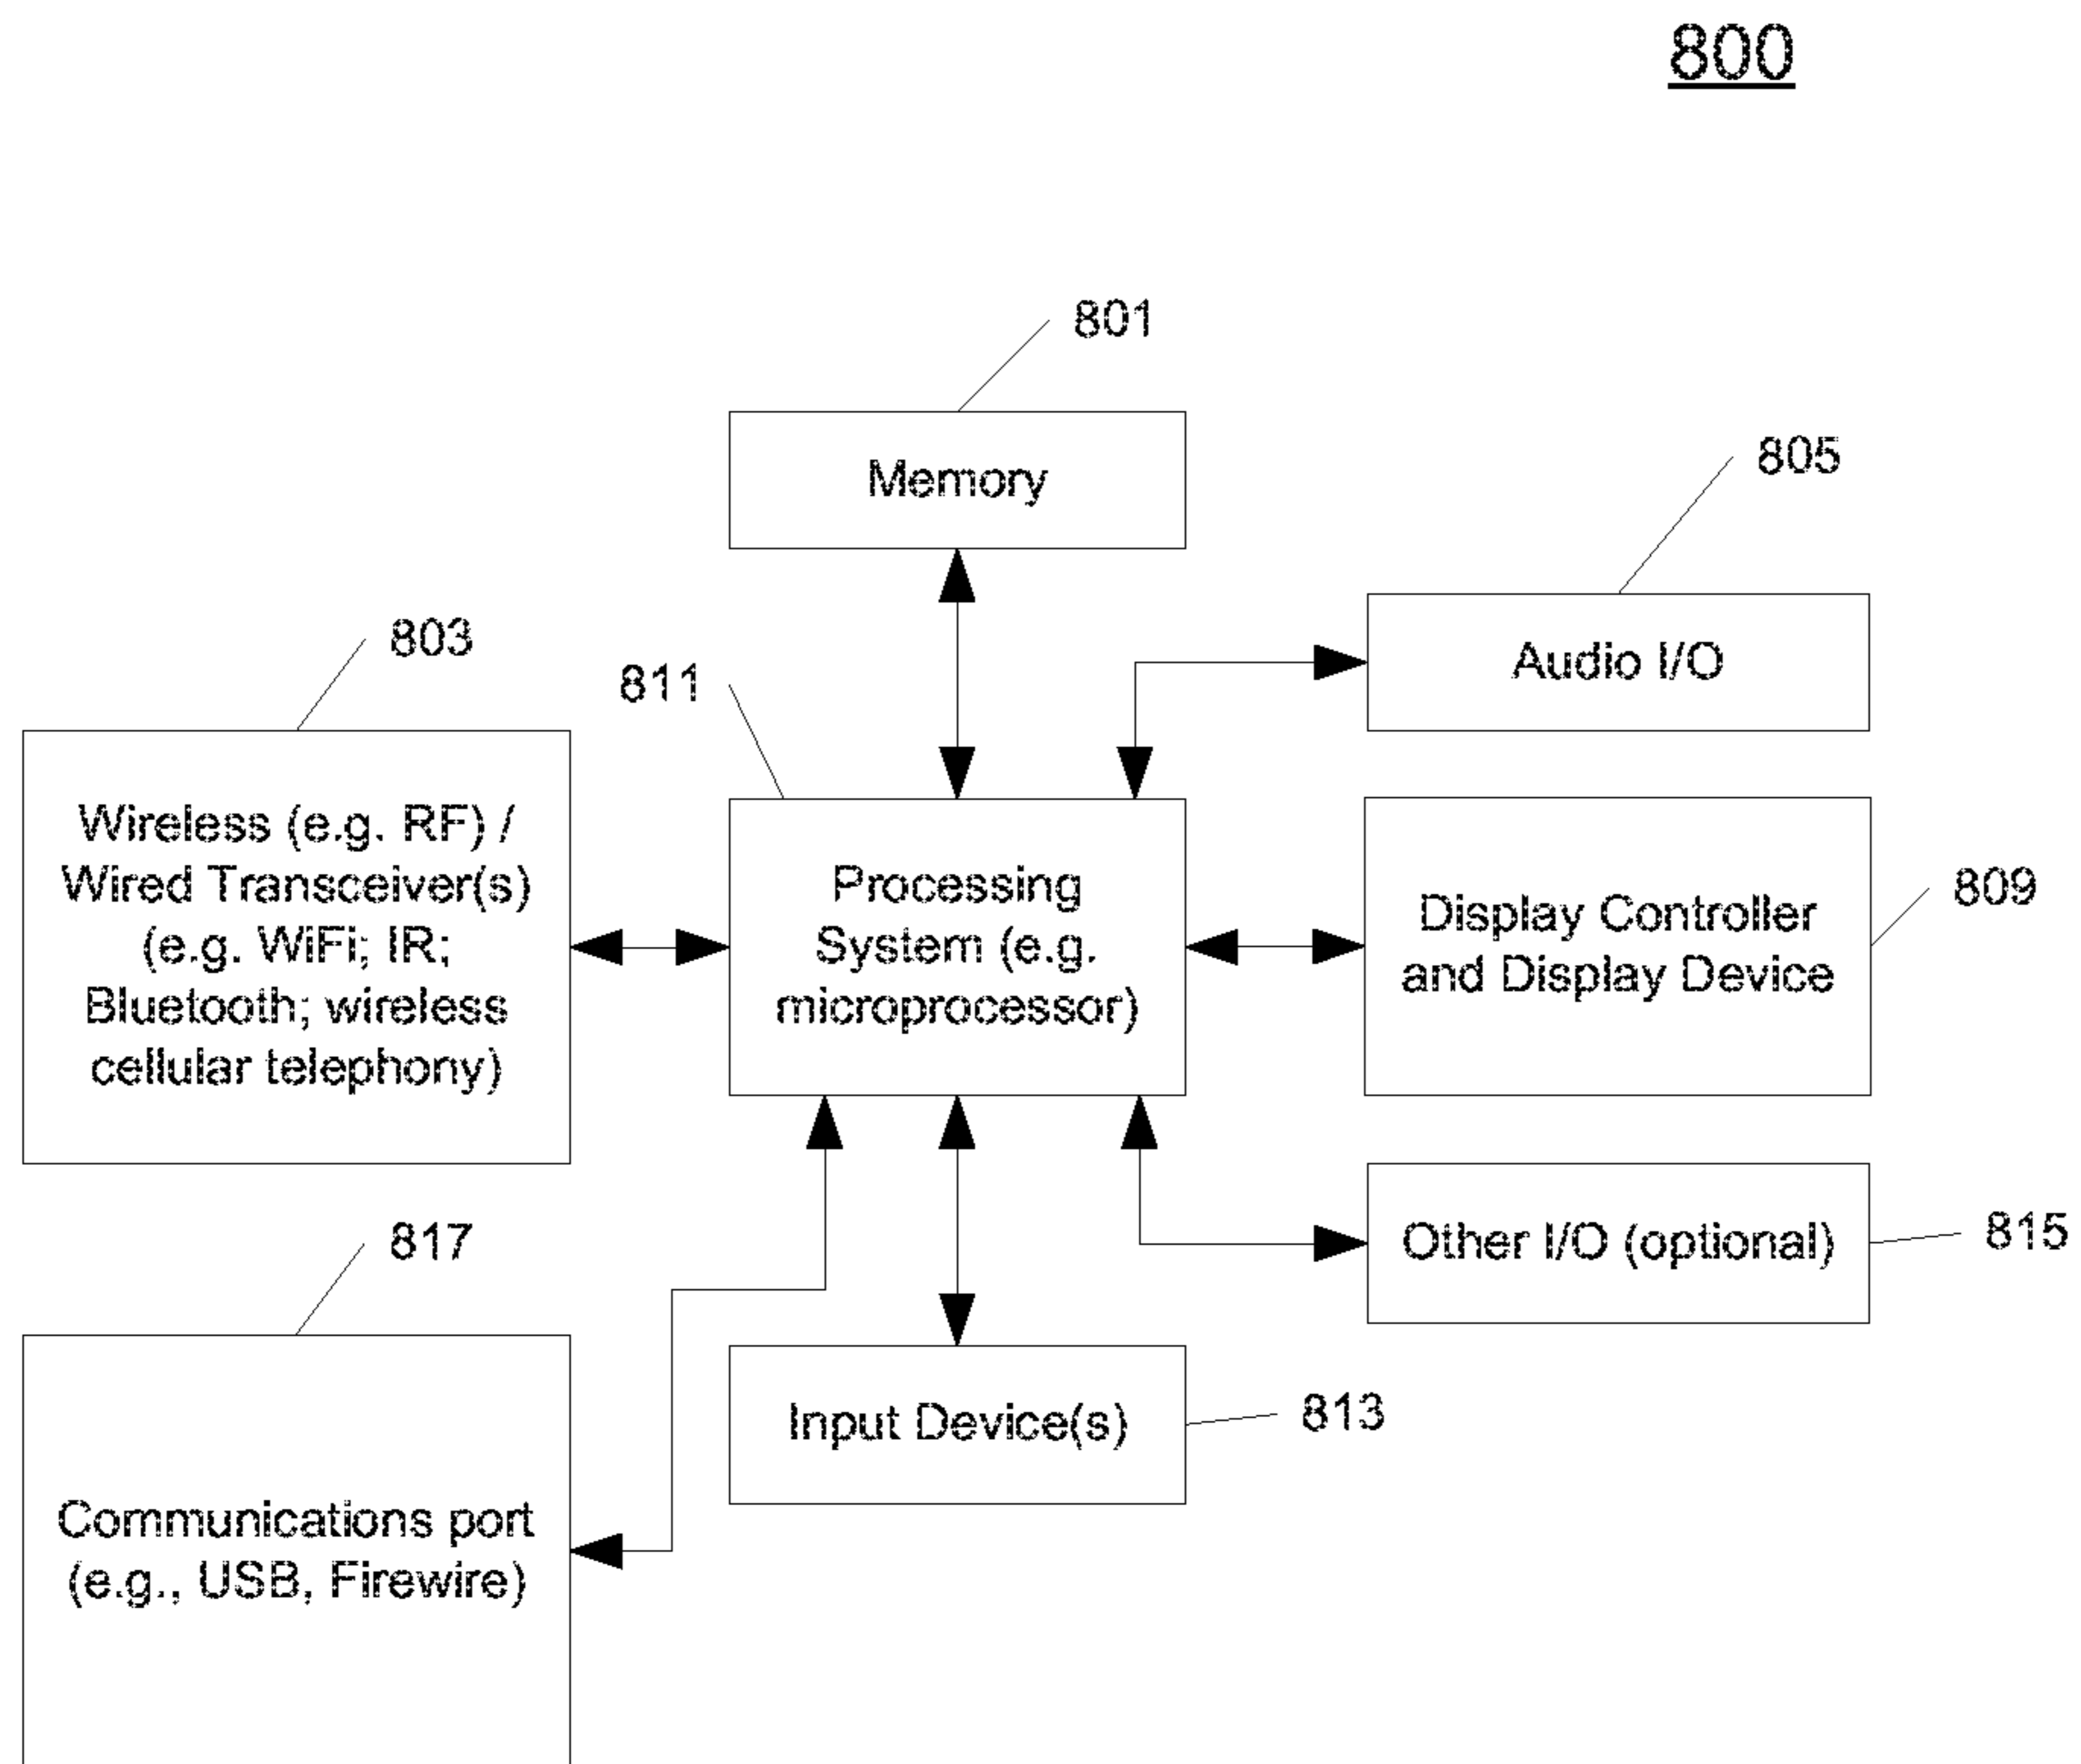 800
801
Memory
805
Audio I/O
803
811
Wireless (e.g. RF) /
Wired Transceiver(s)
(e.g. WiFi; IR;
Bluetooth; wireless
cellular telephony)
Processing
System (e.g.
microprocessor)
Display Controller
and Display Device
809
817
Other I/O (optional)
815
Input Device(s)
813
Communications port
(e.g., USB, Firewire)